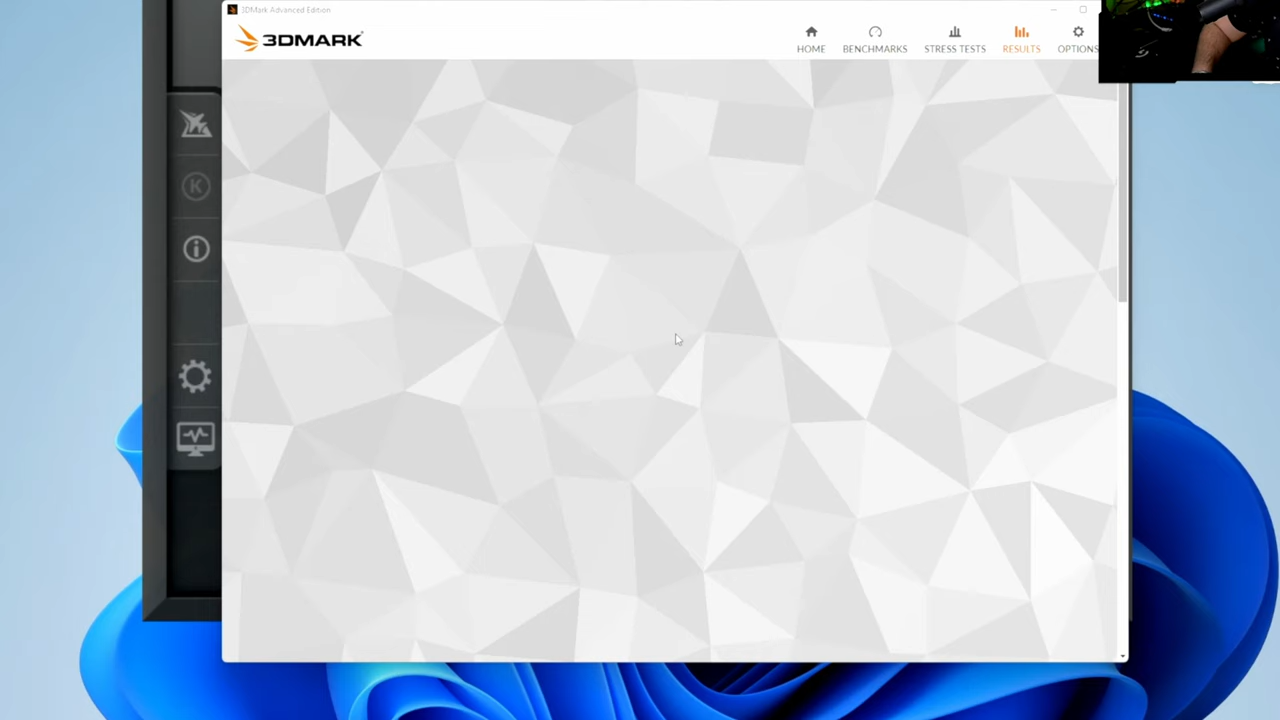 3DMark Advanced Edition
3DMARK
HOME
BENCHMARKS
STRESS TESTS
RESULTS
OPTIONS
K